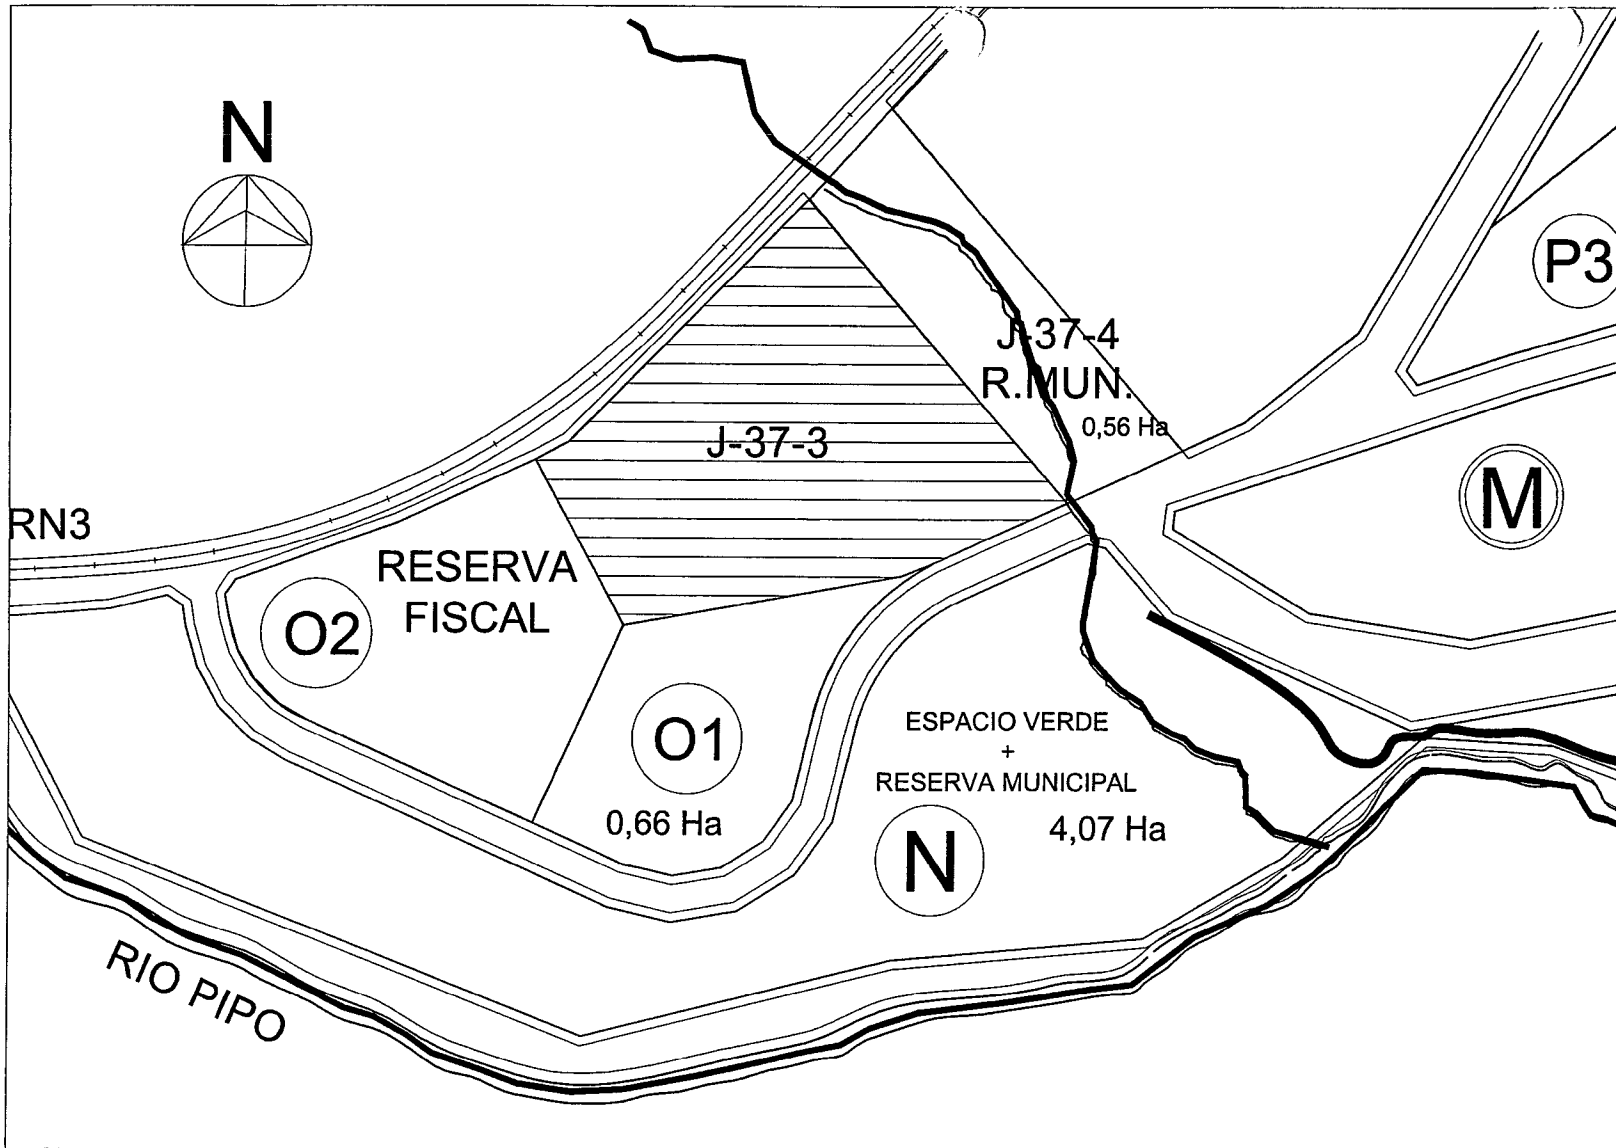 N
P3
J-37-4
R.MUN.
0,56 Ha
J-37-3
M
RN3
RESERVA
FISCAL
O2
O1
0,66 Ha
ESPACIO VERDE
+
RESERVA MUNICIPAL
4,07 Ha
N
RIO PIPO